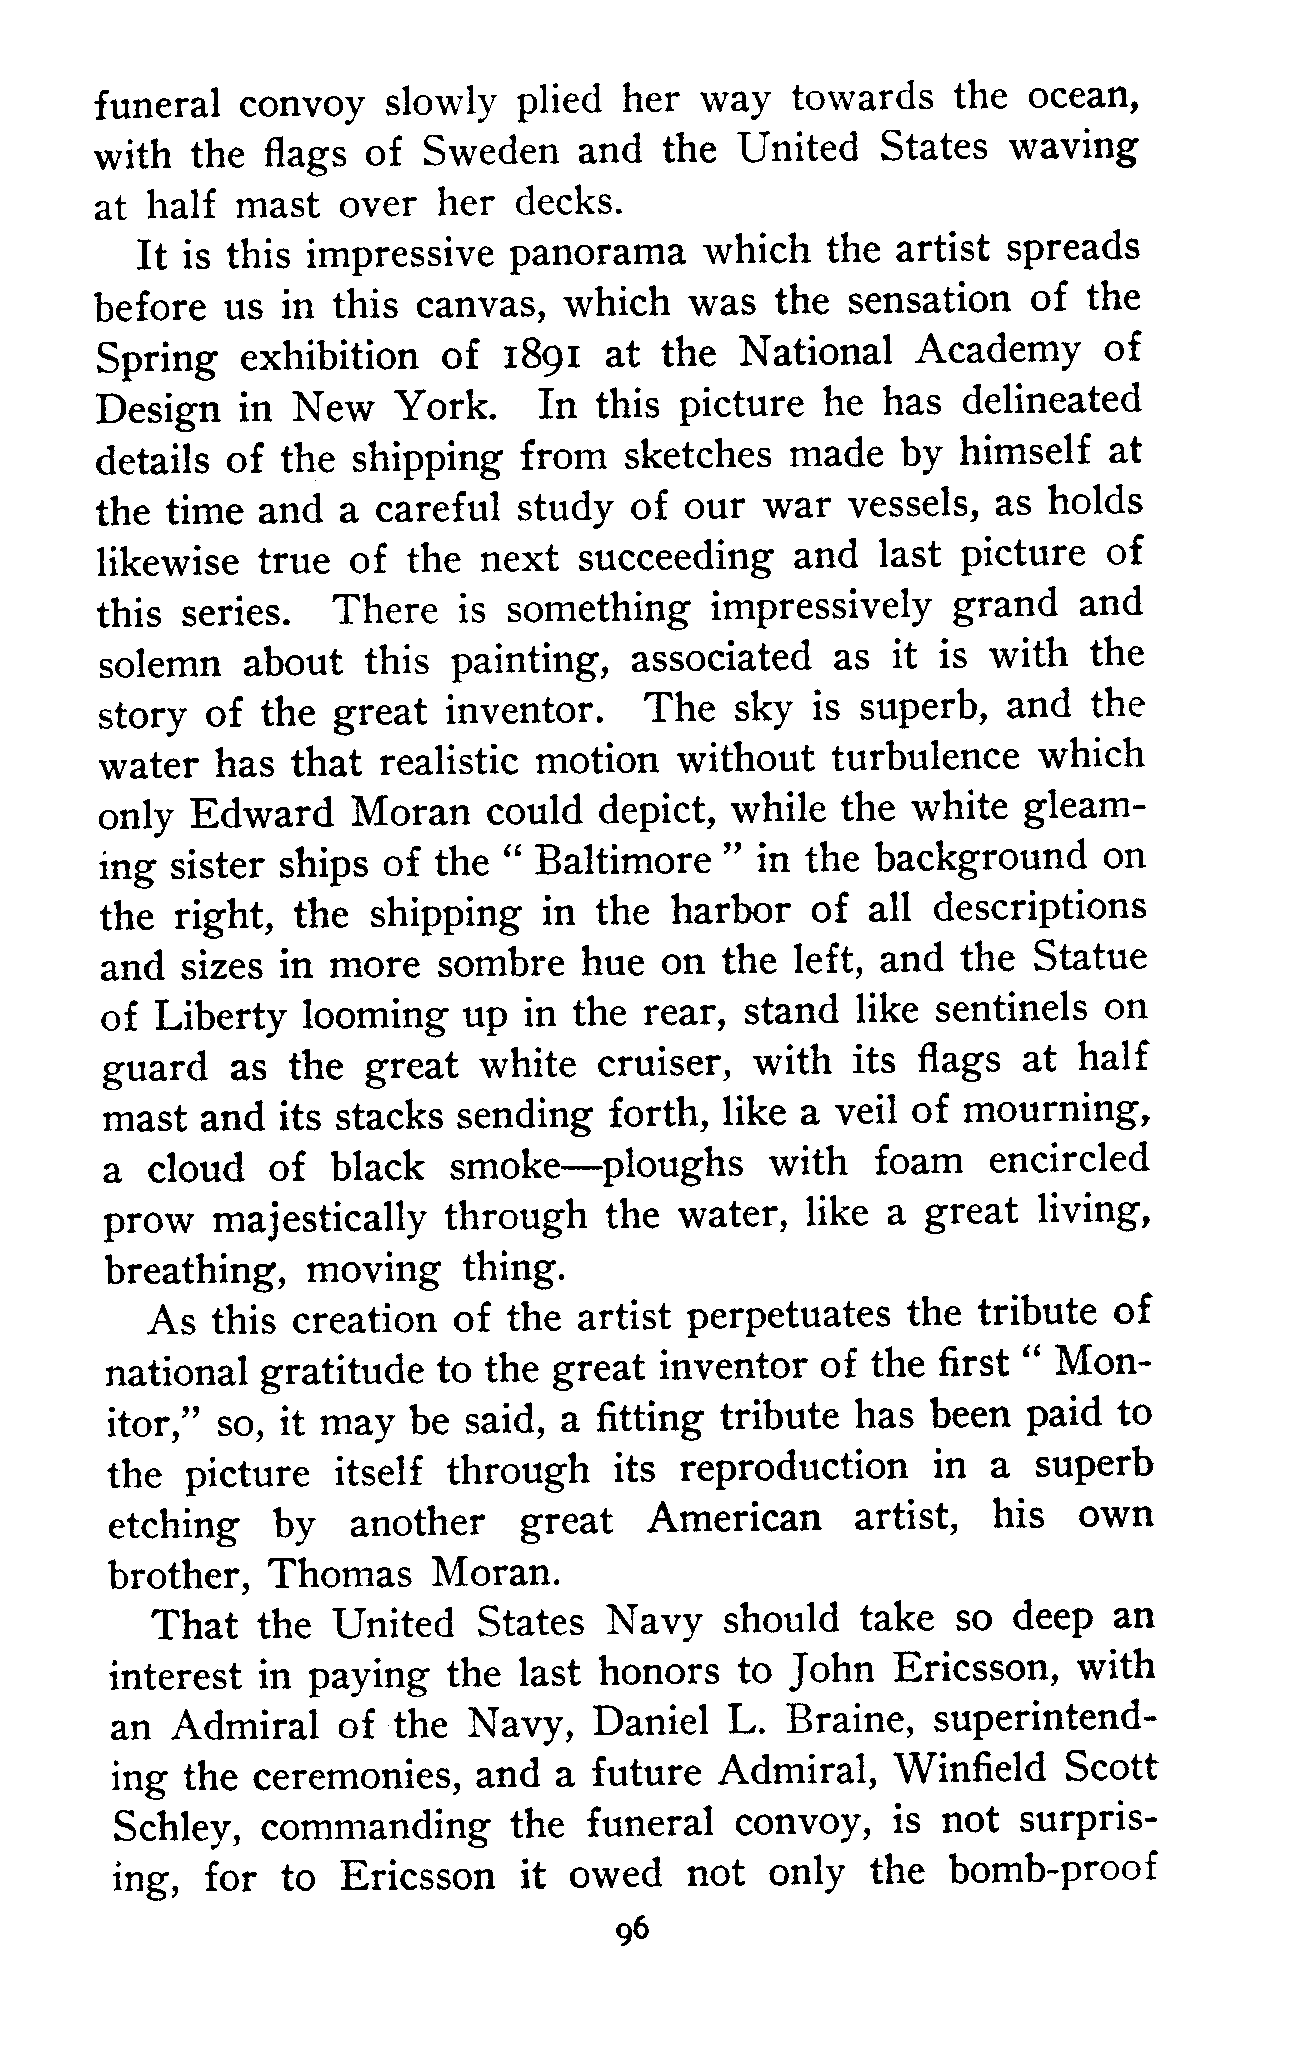 funeral convoy slowly plied her way towards the ocean,
with the flags of Sweden and the United States waving
at half mast over her decks.
It is this impressive panorama which the artist spreads
before us in this canvas, which was the sensation of the
Spring exhibition of 1891 at the National Academy of
Design in New York. In this picture he has delineated
details of the shipping from sketches made by himself at
the time and a careful study of our war vessels, as holds
likewise true of the next succeeding and last picture of
this series. There is something impressively grand and
solemn about this painting, associated as it is with the
story of the great inventor. The sky is superb, and the
water has that realistic motion without turbulence which
only Edward Moran could depict, while the white gleam-
ing sister ships of the “ Baltimore ” in the background on
the right, the shipping in the harbor of all descriptions
and sizes in more sombre hue on the left, and the Statue
of Liberty looming up in the rear, stand like sentinels on
guard as the great white cruiser, with its flags at half
mast and its stacks sending forth, like a veil of mourning,
a cloud of black smoke—ploughs with foam encircled
prow majestically through the water, like a great living,
breathing, moving thing.
As this creation of the artist perpetuates the tribute of
national gratitude to the great inventor of the first “ Mon-
itor,” so, it may be said, a fitting tribute has been paid to
the picture itself through its reproduction in a superb
etching by another great American artist, his own
brother, Thomas Moran.
That the United States Navy should take so deep an
interest in paying the last honors to John Ericsson, with
an Admiral of the Navy, Daniel L. Braine, superintend-
ing the ceremonies, and a future Admiral, Winfield Scott
Schley, commanding the funeral convoy, is not surpris-
ing, for to Ericsson it owed not only the bomb-proof
96